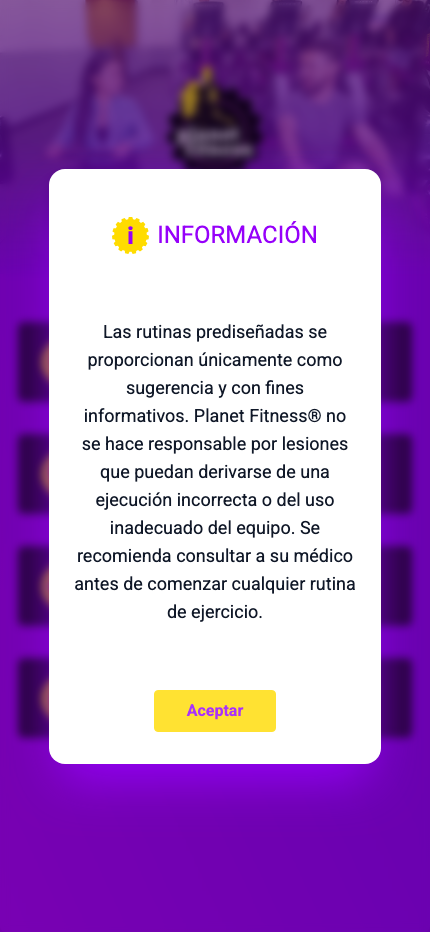 INFORMACIÓN
Las rutinas prediseñadas se
proporcionan únicamente como
sugerencia y con fines
informativos. Planet Fitness® no
se hace responsable por lesiones
que puedan derivarse de una
ejecución incorrecta o del uso
inadecuado del equipo. Se
recomienda consultar a su médico
antes de comenzar cualquier rutina
de ejercicio.
Aceptar